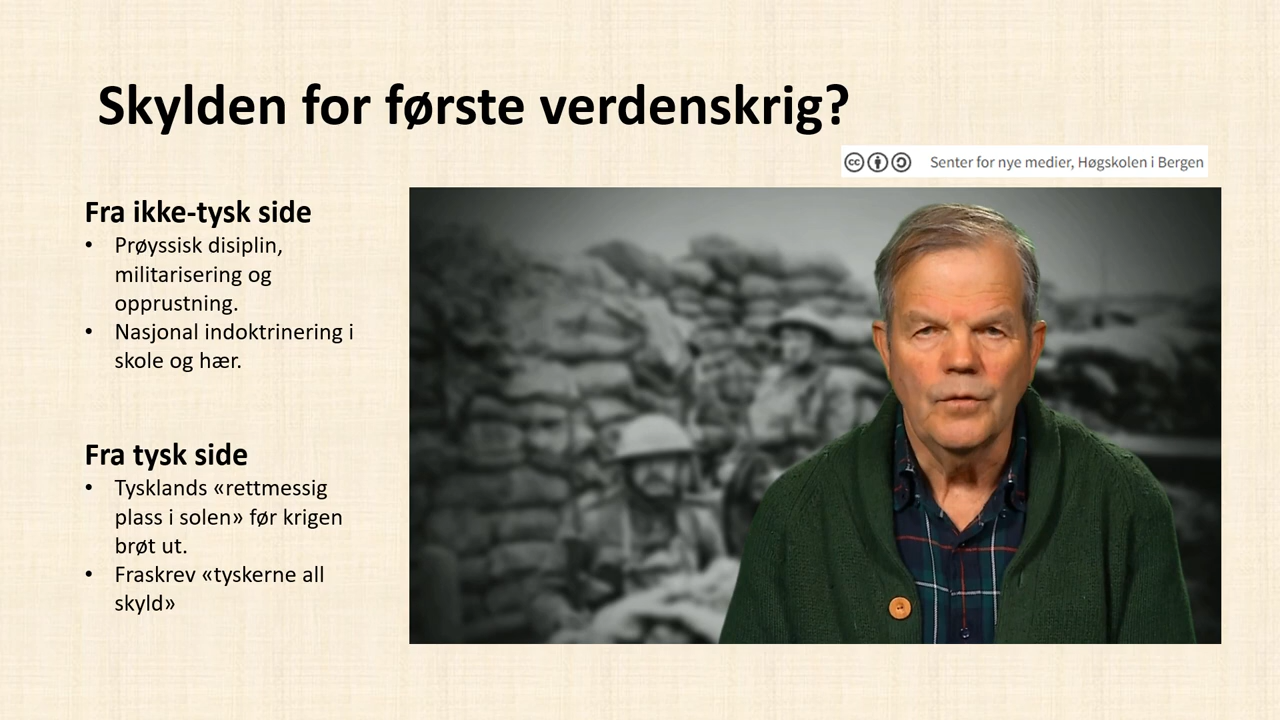 Skylden for første verdenskrig?
Senter for nye medier, Høgskolen i Bergen
Fra ikke-tysk side
• Prøyssisk disiplin,
militarisering og
opprustning.
• Nasjonal indoktrinering i
skole og hær.
Fra tysk side
• Tysklands «rettmessig
plass i solen» før krigen
brøt ut.
• Fraskrev «tyskerne all
skyld»